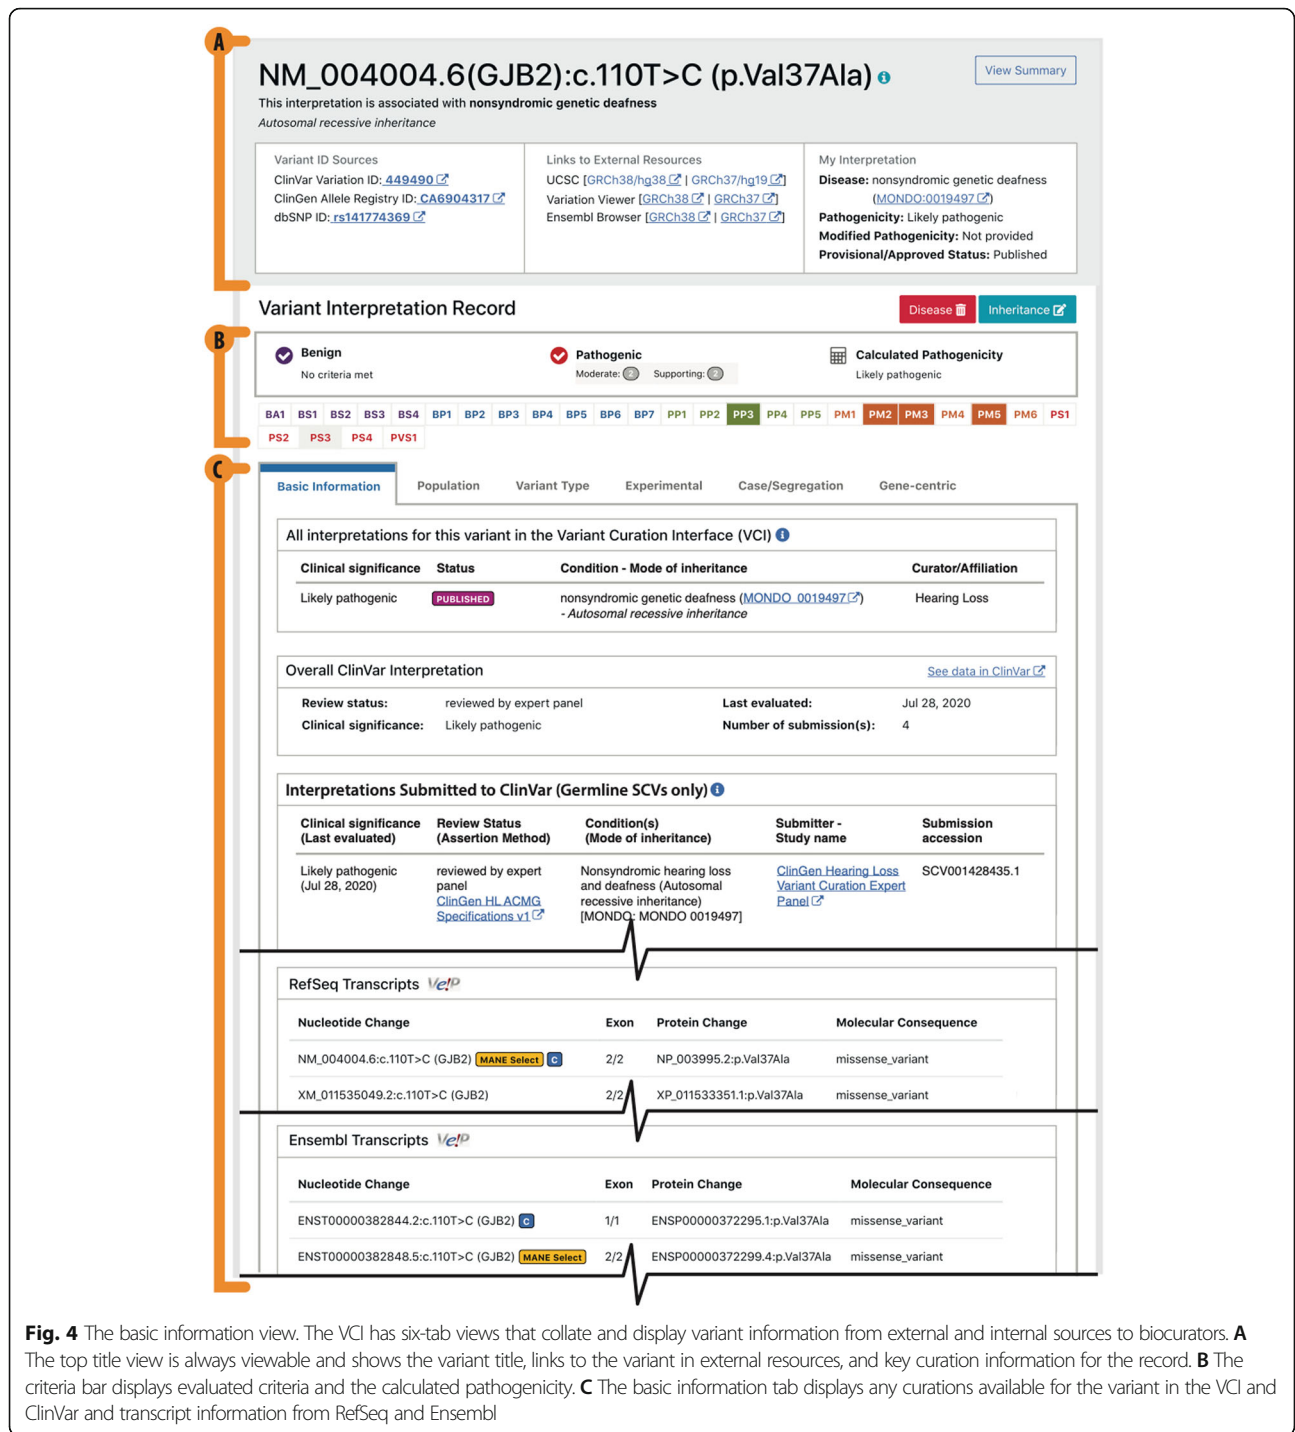 A
NM_004004.6(GJB2):c.110T>C (p.Val37Ala)
View Summary
This interpretation is associated with nonsyndromic genetic deafness
Autosomal recessive inheritance
Variant ID Sources
ClinVar Variation ID: 449490
ClinGen Allele Registry ID: CA6904317
dbSNP ID: rs141774369
Links to External Resources
UCSC [GRCh38/hg38 | GRCh37/hg19]
Variation Viewer [GRCh38 | GRCh37]
Ensembl Browser [GRCh38 | GRCh37]
My Interpretation
Disease: nonsyndromic genetic deafness
(MONDO:0019497)
Pathogenicity: Likely pathogenic
Modified Pathogenicity: Not provided
Provisional/Approved Status: Published
Variant Interpretation Record
Disease
Inheritance
B
Benign
No criteria met
Pathogenic
Moderate: 2 Supporting: 2
Calculated Pathogenicity
Likely pathogenic
BA1 BS1 BS2 BS3 BS4 BP1 BP2 BP3 BP4 BP5 BP6 BP7 PP1 PP2 PP3 PP4 PP5 PM1 PM2 PM3 PM4 PM5 PM6 PS1
PS2 PS3 PS4 PVS1
C
Basic Information Population Variant Type Experimental Case/Segregation Gene-centric
All interpretations for this variant in the Variant Curation Interface (VCI)
Clinical significance Status Condition - Mode of inheritance Curator/Affiliation
Likely pathogenic PUBLISHED nonsyndromic genetic deafness (MONDO_0019497) Hearing Loss
- Autosomal recessive inheritance
Overall ClinVar Interpretation See data in ClinVar
Review status: reviewed by expert panel Last evaluated: Jul 28, 2020
Clinical significance: Likely pathogenic Number of submission(s): 4
Interpretations Submitted to ClinVar (Germline SCVs only)
Clinical significance Review Status Condition(s) Submitter - Submission
(Last evaluated) (Assertion Method) (Mode of inheritance) Study name accession
Likely pathogenic reviewed by expert Nonsyndromic hearing loss ClinGen Hearing Loss SCV001428435.1
(Jul 28, 2020) panel and deafness (Autosomal Variant Curation Expert
ClinGen HL ACMG recessive inheritance) Panel
Specifications v1 [MONDO: MONDO 0019497]
RefSeq Transcripts Ve!P
Nucleotide Change Exon Protein Change Molecular Consequence
NM_004004.6:c.110T>C (GJB2) MANE Select C 2/2 NP_003995.2:p.Val37Ala missense_variant
XM_011535049.2:c.110T>C (GJB2) 2/2 XP_011533351.1:p.Val37Ala missense_variant
Ensembl Transcripts Ve!P
Nucleotide Change Exon Protein Change Molecular Consequence
ENST00000382844.2:c.110T>C (GJB2) C 1/1 ENSP00000372295.1:p.Val37Ala missense_variant
ENST00000382848.5:c.110T>C (GJB2) MANE Select 2/2 ENSP00000372299.4:p.Val37Ala missense_variant
Fig. 4 The basic information view. The VCI has six-tab views that collate and display variant information from external and internal sources to biocurators. A
The top title view is always viewable and shows the variant title, links to the variant in external resources, and key curation information for the record. B The
criteria bar displays evaluated criteria and the calculated pathogenicity. C The basic information tab displays any curations available for the variant in the VCI and
ClinVar and transcript information from RefSeq and Ensembl